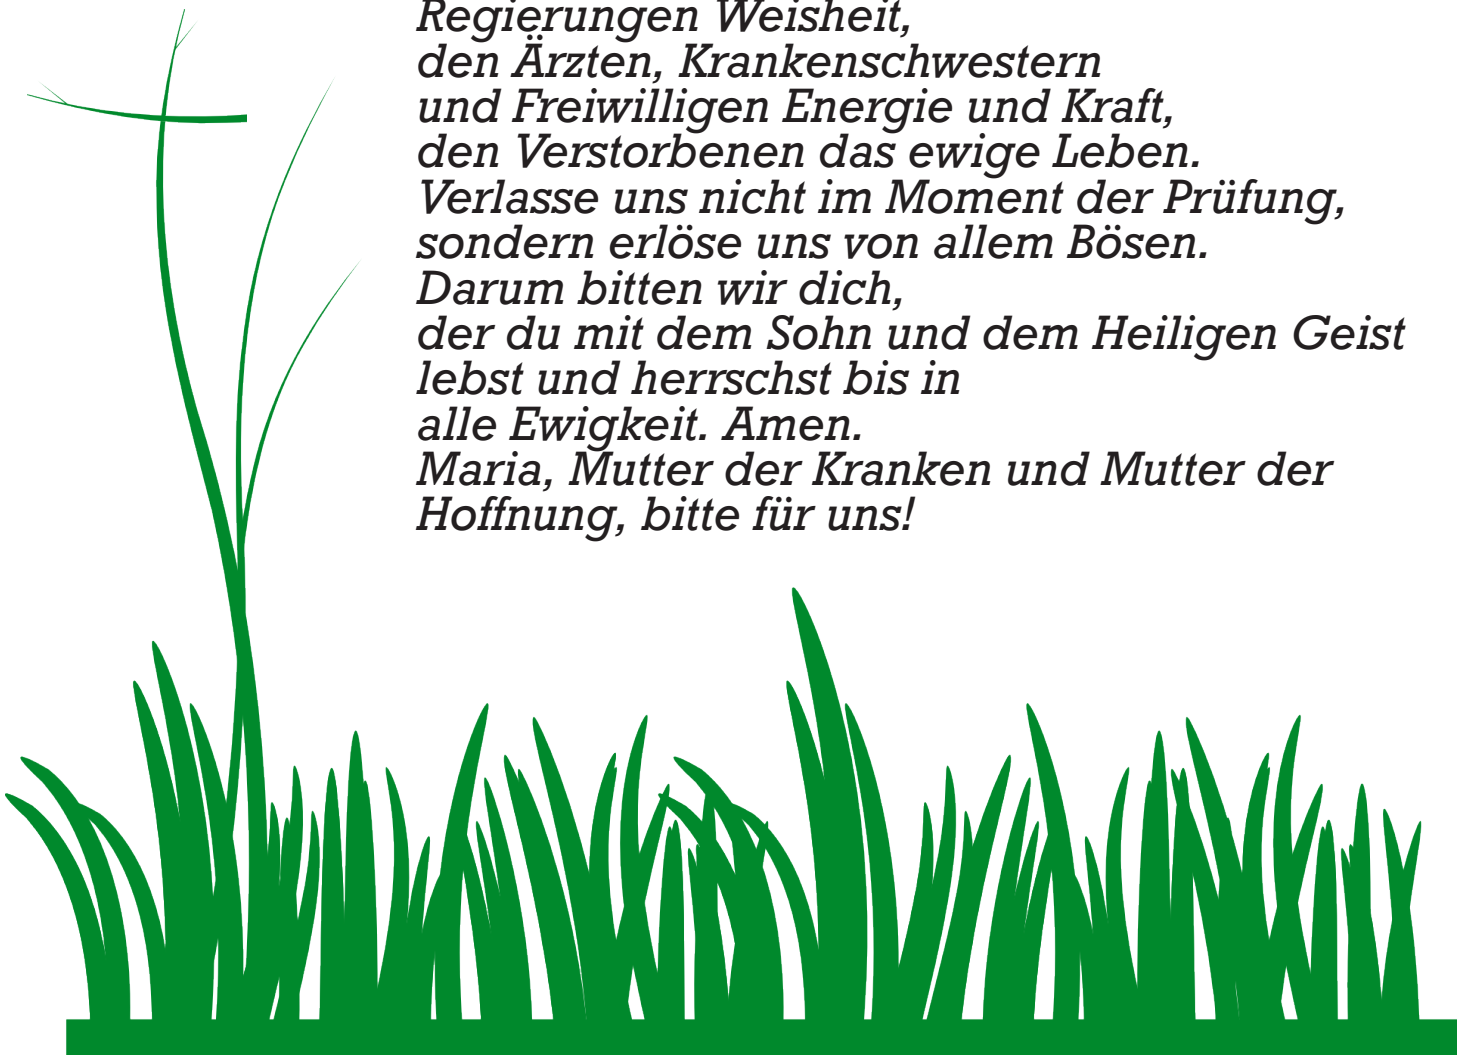 Regierungen Weisheit,
den Ärzten, Krankenschwestern
und Freiwilligen Energie und Kraft,
den Verstorbenen das ewige Leben.
Verlasse uns nicht im Moment der Prüfung,
sondern erlöse uns von allem Bösen.
Darum bitten wir dich,
der du mit dem Sohn und dem Heiligen Geist
lebst und herrschst bis in
alle Ewigkeit. Amen.
Maria, Mutter der Kranken und Mutter der
Hoffnung, bitte für uns!